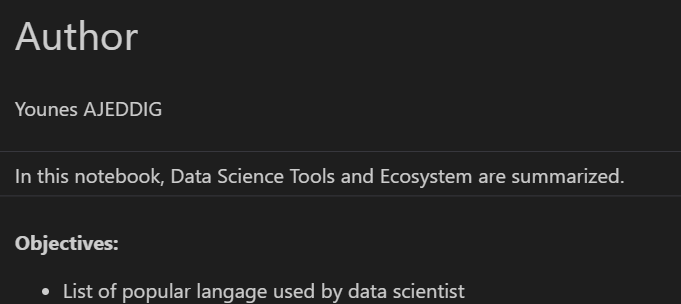 Author
Younes AJEDDIG
In this notebook, Data Science Tools and Ecosystem are summarized.
Objectives:
• List of popular langage used by data scientist